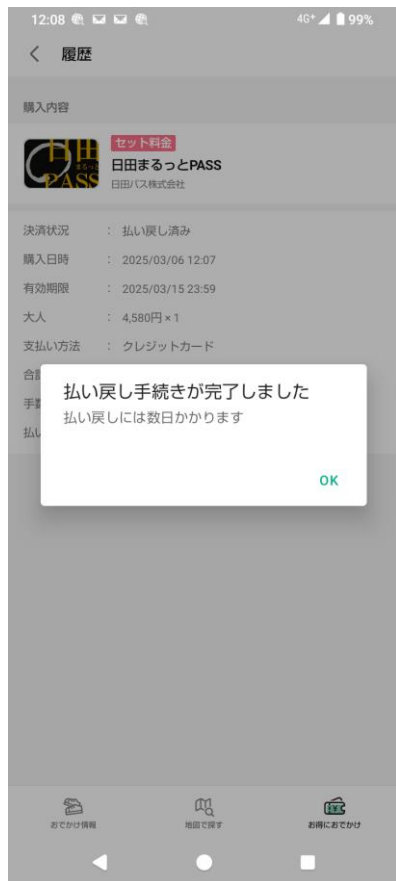 12:08 4G+ 99%
履歴
購入内容
日田
まるっと
PASS
セット料金
日田まるっとPASS
日田バス株式会社
決済状況 : 払い戻し済み
購入日時 : 2025/03/06 12:07
有効期限 : 2025/03/15 23:59
大人 : 4,580円×1
支払い方法 : クレジットカード
払い戻し手続きが完了しました
払い戻しには数日かかります
OK
おでかけ情報 地図で探す お得におでかけ